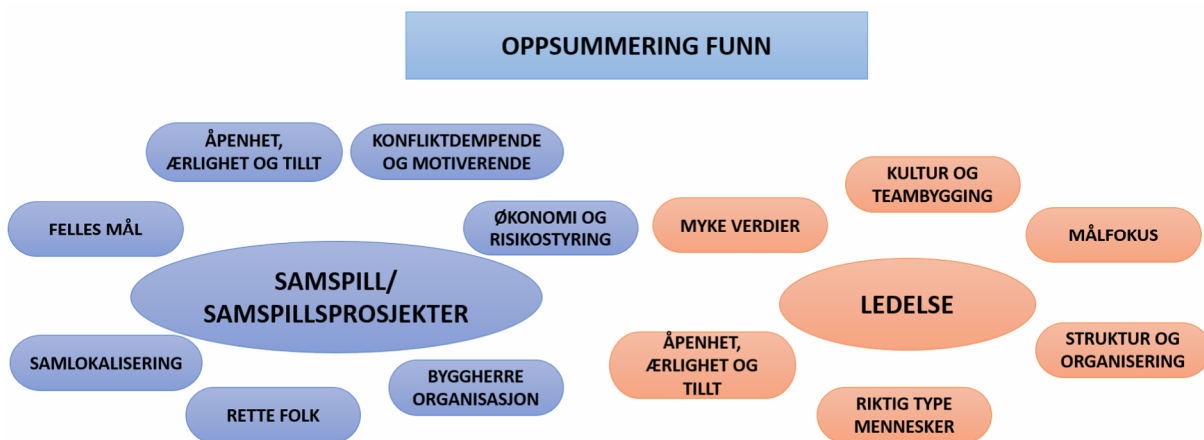 OPPSUMMERING FUNN
ÅPENHET,
ÆRLIGHET OG TILLT
KONFLIKTDEMPENDE
OG MOTIVERENDE
FELLES MÅL
ØKONOMI OG
RISIKOSTYRING
SAMSPILL/
SAMSPILLSPROSJEKTER
SAMLOKALISERING
RETTE FOLK
BYGGHERRE
ORGANISASJON
KULTUR OG
TEAMBYGGING
MYKE VERDIER
MÅLFOKUS
LEDELSE
ÅPENHET,
ÆRLIGHET OG
TILLT
STRUKTUR OG
ORGANISERING
RIKTIG TYPE
MENNESKER